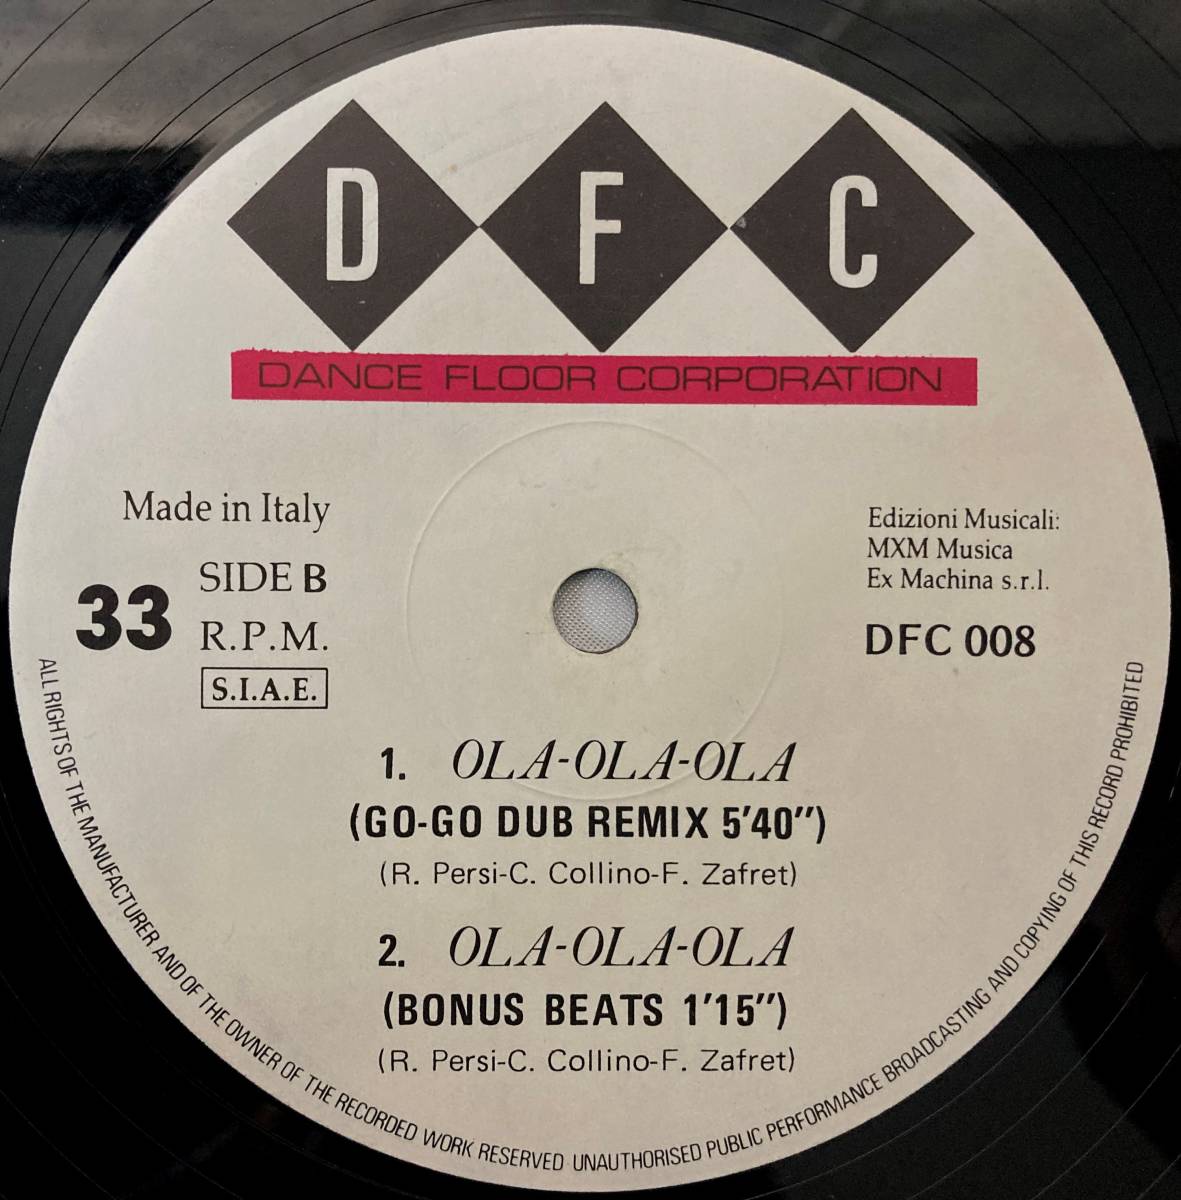 D F C
DANCE FLOOR CORPORATION
Made in Italy
SIDE B
33 R.P.M.
S.I.A.E.
Edizioni Musicali:
MXM Musica
Ex Machina s.r.l.
DFC 008
1. OLA-OLA-OLA
(GO-GO DUB REMIX 5'40")
(R. Persi-C. Collino-F. Zafret)
2. OLA-OLA-OLA
(BONUS BEATS 1'15")
(R. Persi-C. Collino-F. Zafret)
ALL RIGHTS OF THE MANUFACTURER AND OF THE OWNER OF THE RECORDED WORK RESERVED UNAUTHORISED PUBLIC PERFORMANCE BROADCASTING AND COPYING OF THIS RECORD PROHIBITED